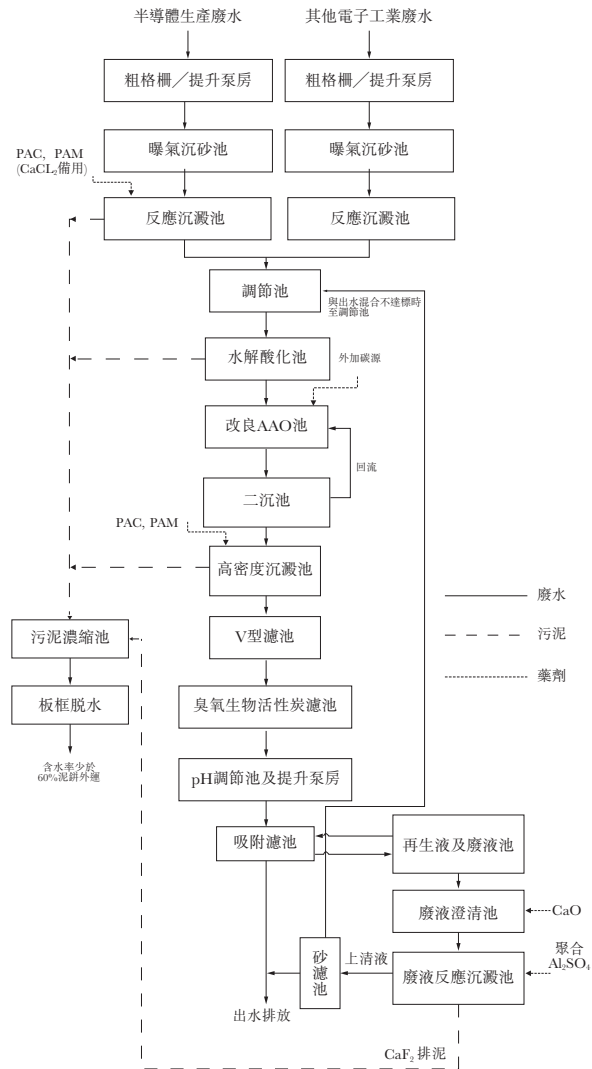 半導體生產廢水
其他電子工業廢水
粗格柵／提升泵房
粗格柵／提升泵房
曝氣沉砂池
曝氣沉砂池
PAC, PAM
(CaCL₂備用)
反應沉澱池
反應沉澱池
調節池
與出水混合不達標時
至調節池
水解酸化池
外加碳源
改良AAO池
回流
二沉池
PAC, PAM
高密度沉澱池
V型濾池
污泥濃縮池
板框脱水
含水率少於
60%泥餅外運
臭氧生物活性炭濾池
pH調節池及提升泵房
吸附濾池
再生液及廢液池
廢液澄清池
CaO
聚合
Al₂SO₄
廢液反應沉澱池
上清液
砂濾池
出水排放
CaF₂ 排泥
廢水
污泥
藥劑